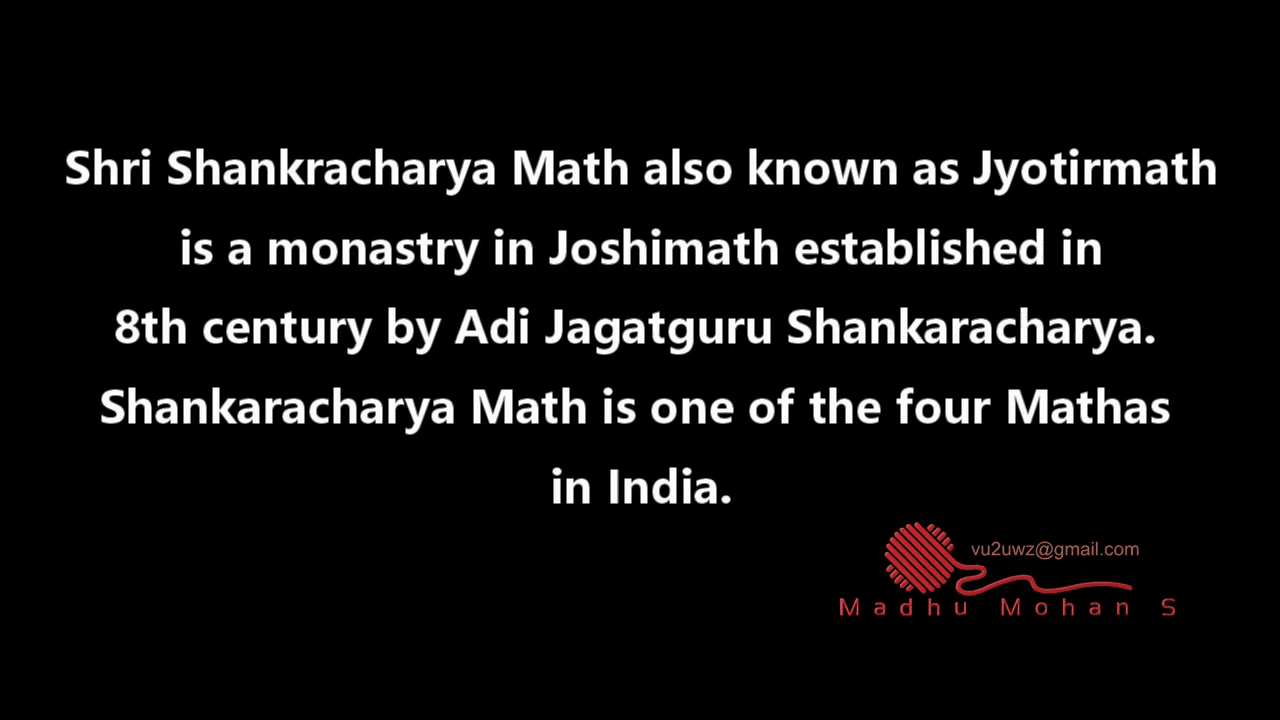 Shri Shankracharya Math also known as Jyotirmath
is a monastry in Joshimath established in
8th century by Adi Jagatguru Shankaracharya.
Shankaracharya Math is one of the four Mathas
in India.
vu2uwz@gmail.com
Madhu Mohan S